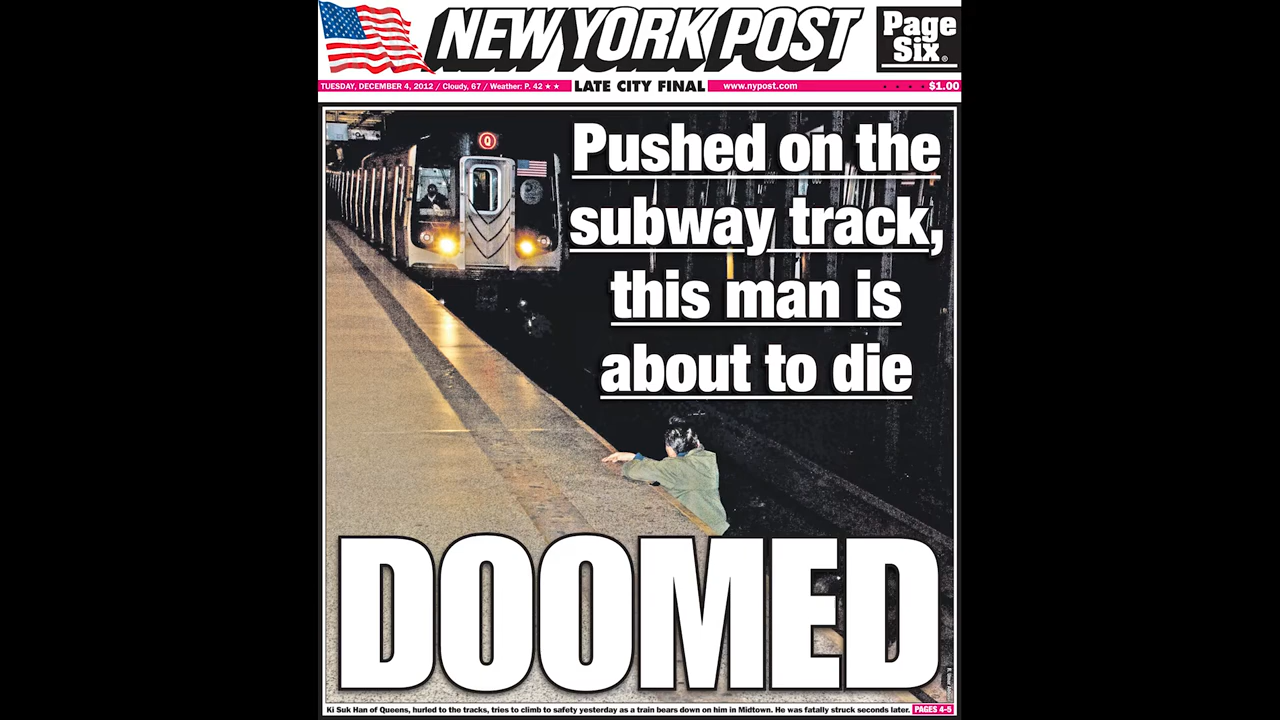 NEW YORK POST
Page
Six®
TUESDAY, DECEMBER 4, 2012 / Cloudy, 67 / Weather: P. 42 ★★
LATE CITY FINAL
www.nypost.com
$1.00
Q
Pushed on the
subway track,
this man is
about to die
DOOMED
Ki Suk Han of Queens, hurled to the tracks, tries to climb to safety yesterday as a train bears down on him in Midtown. He was fatally struck seconds later.
PAGES 4-5